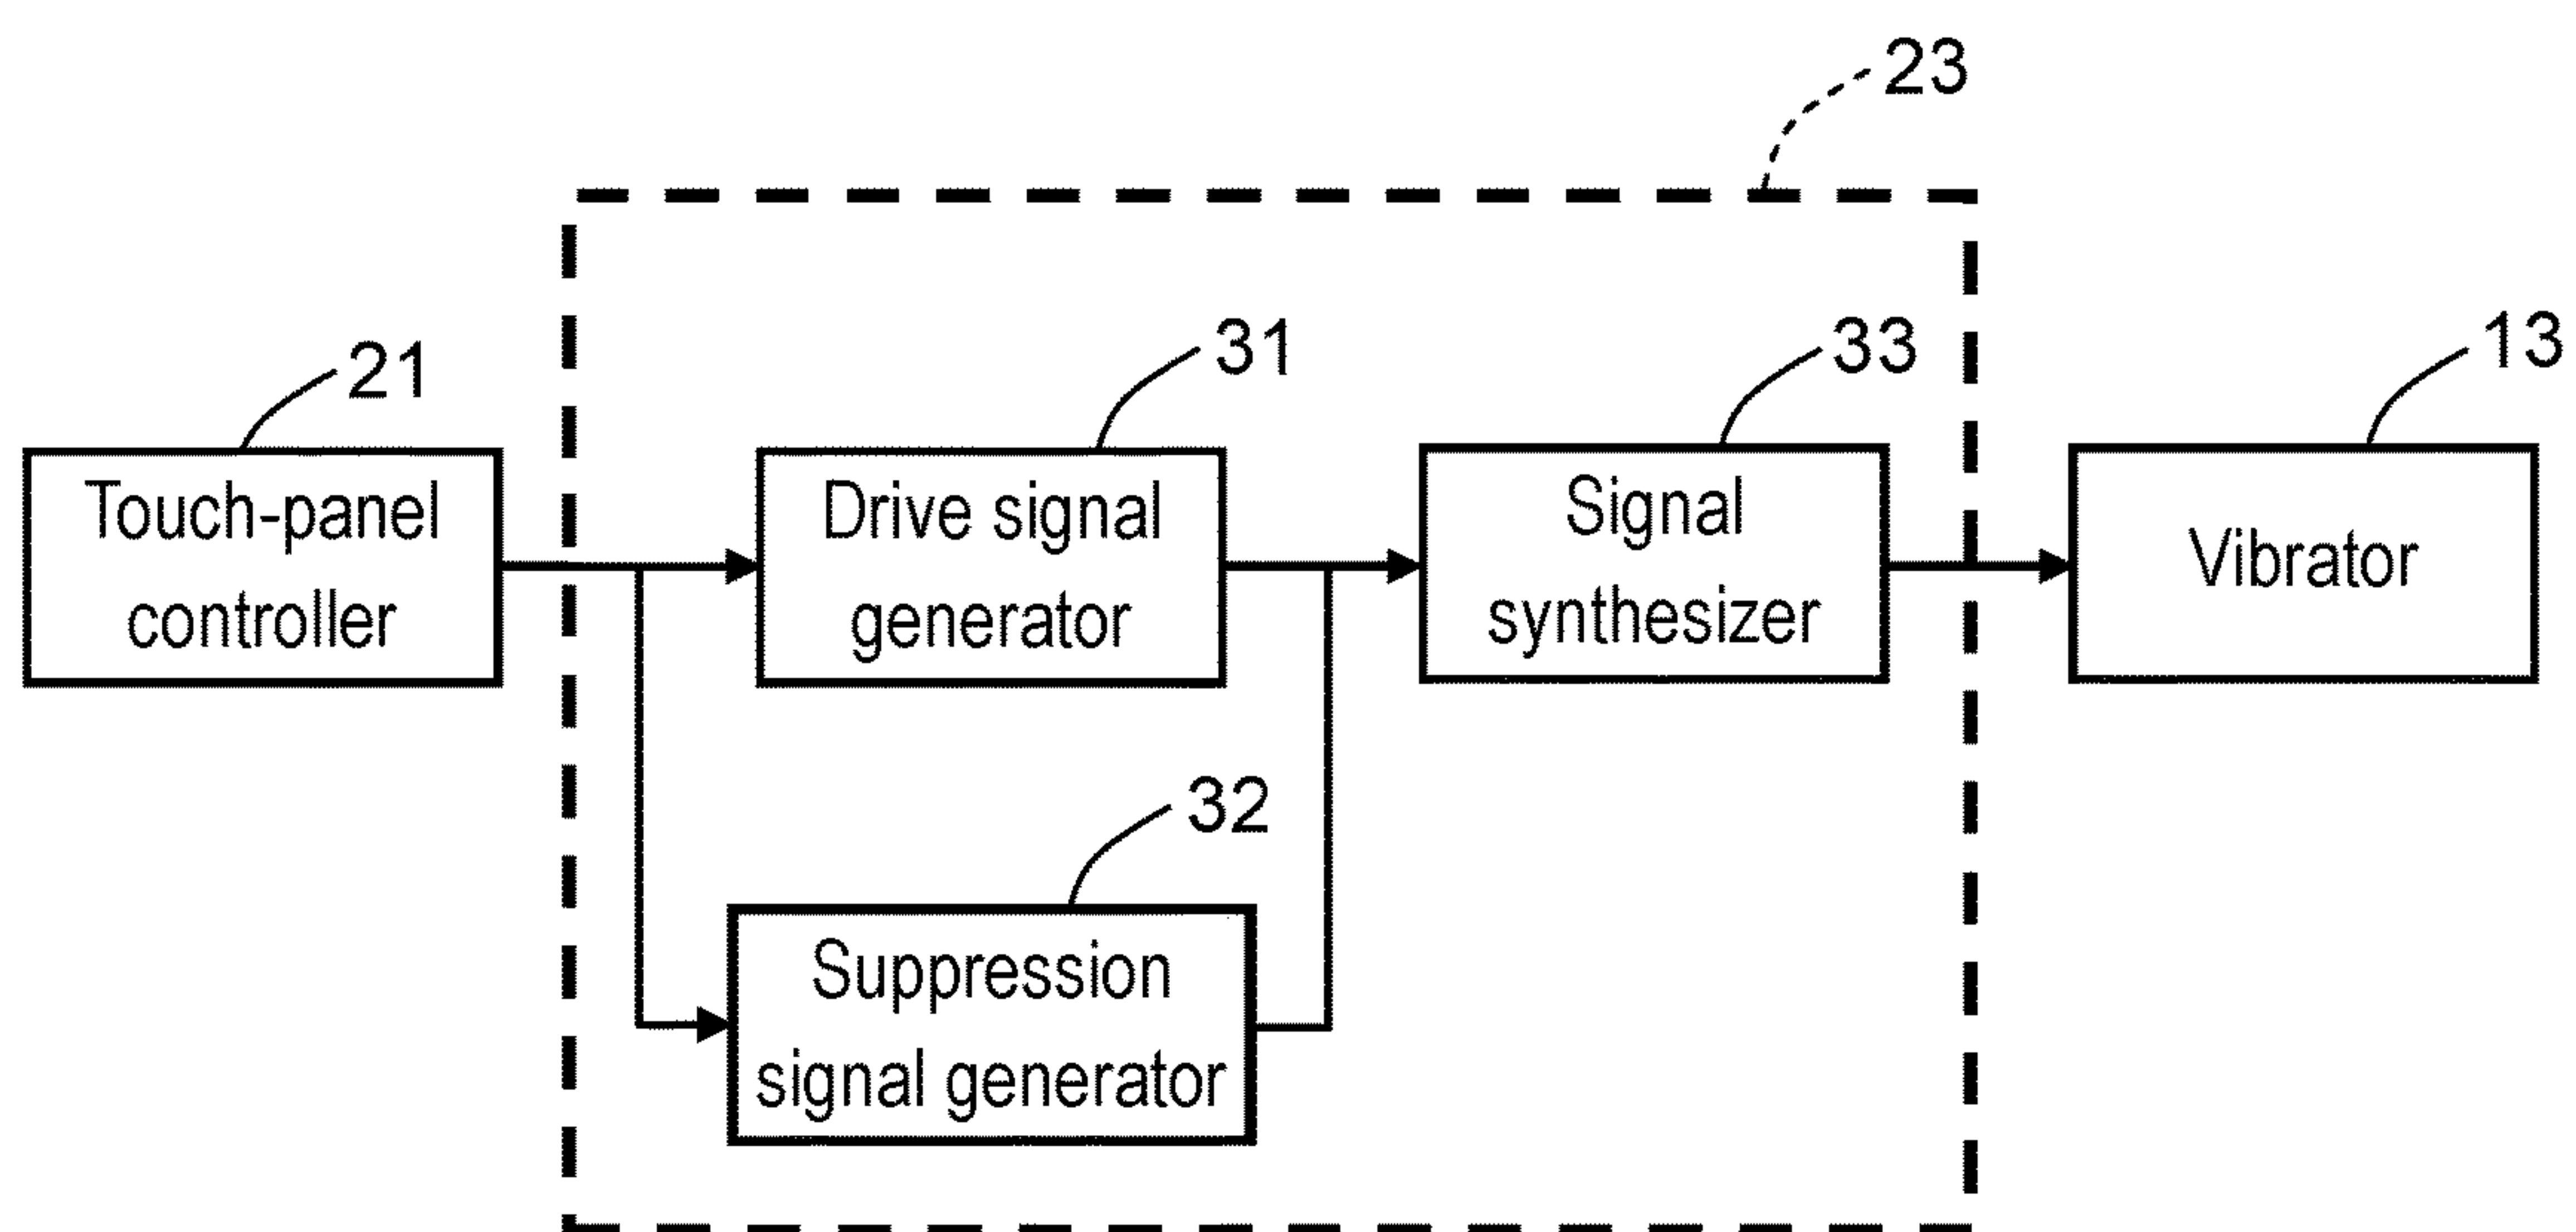 23
21
31
33
13
Touch-panel
controller
Drive signal
generator
Signal
synthesizer
Vibrator
32
Suppression
signal generator